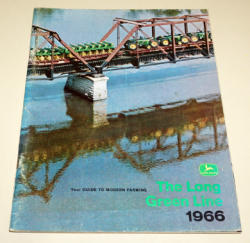 Your GUIDE TO MODERN FARMING
The Long
Green Line
1966